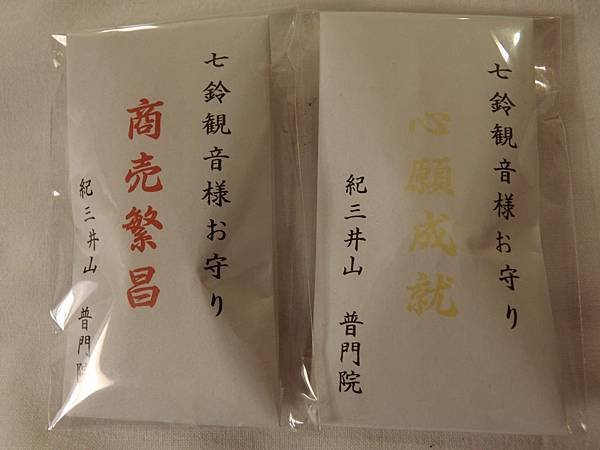 七鈴観音様お守り
商売繁昌
紀三井山 普門院
七鈴観音様お守り
心願成就
紀三井山 普門院